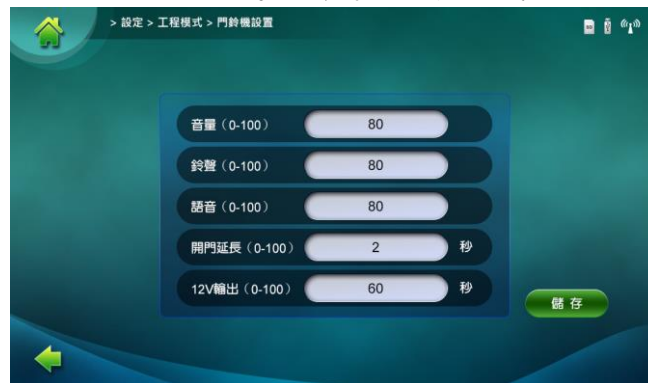 > 設定 > 工程模式 > 門鈴機設置
音量（0-100） 80
鈴聲（0-100） 80
語音（0-100） 80
開門延長（0-100） 2 秒
12V輸出（0-100） 60 秒
儲存